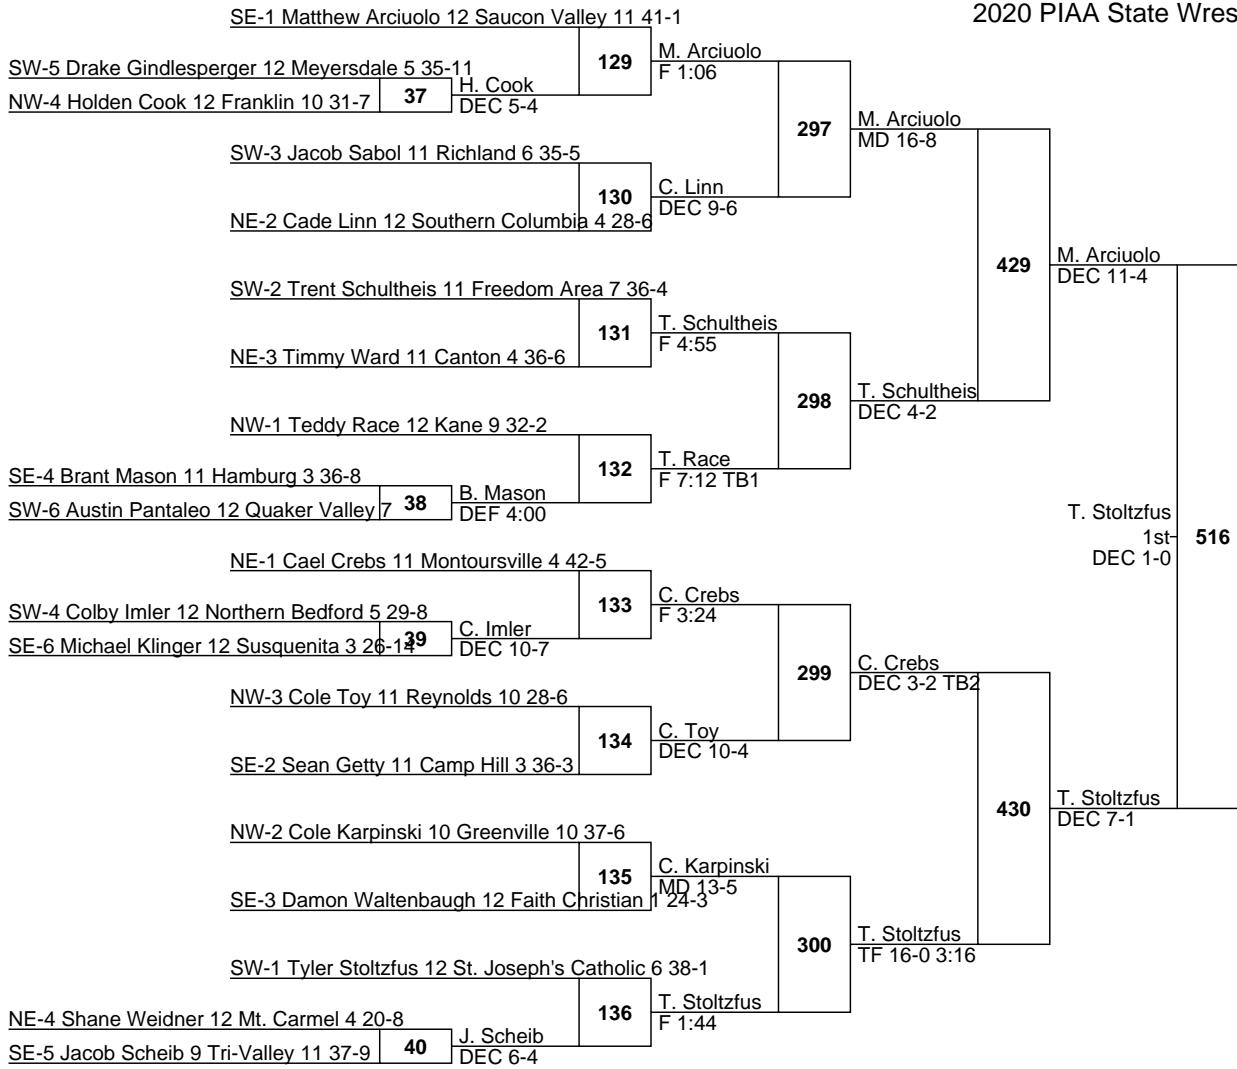 2020 PIAA State Wres
SE-1 Matthew Arciuolo 12 Saucon Valley 11 41-1
129
M. Arciuolo
F 1:06
SW-5 Drake Gindlesperger 12 Meyersdale 5 35-11
37
H. Cook
DEC 5-4
NW-4 Holden Cook 12 Franklin 10 31-7
297
M. Arciuolo
MD 16-8
SW-3 Jacob Sabol 11 Richland 6 35-5
130
C. Linn
DEC 9-6
NE-2 Cade Linn 12 Southern Columbia 4 28-6
429
M. Arciuolo
DEC 11-4
SW-2 Trent Schultheis 11 Freedom Area 7 36-4
131
T. Schultheis
F 4:55
NE-3 Timmy Ward 11 Canton 4 36-6
298
T. Schultheis
DEC 4-2
NW-1 Teddy Race 12 Kane 9 32-2
132
T. Race
F 7:12 TB1
SE-4 Brant Mason 11 Hamburg 3 36-8
38
B. Mason
DEF 4:00
SW-6 Austin Pantaleo 12 Quaker Valley 7
T. Stoltzfus
1st
DEC 1-0
516
NE-1 Cael Crebs 11 Montoursville 4 42-5
133
C. Crebs
F 3:24
SW-4 Colby Imler 12 Northern Bedford 5 29-8
39
C. Imler
DEC 10-7
SE-6 Michael Klinger 12 Susquenita 3 26-14
299
C. Crebs
DEC 3-2 TB2
NW-3 Cole Toy 11 Reynolds 10 28-6
134
C. Toy
DEC 10-4
SE-2 Sean Getty 11 Camp Hill 3 36-3
430
T. Stoltzfus
DEC 7-1
NW-2 Cole Karpinski 10 Greenville 10 37-6
135
C. Karpinski
MD 13-5
SE-3 Damon Waltenbaugh 12 Faith Christian 1 24-3
300
T. Stoltzfus
TF 16-0 3:16
SW-1 Tyler Stoltzfus 12 St. Joseph's Catholic 6 38-1
136
T. Stoltzfus
F 1:44
NE-4 Shane Weidner 12 Mt. Carmel 4 20-8
40
J. Scheib
DEC 6-4
SE-5 Jacob Scheib 9 Tri-Valley 11 37-9